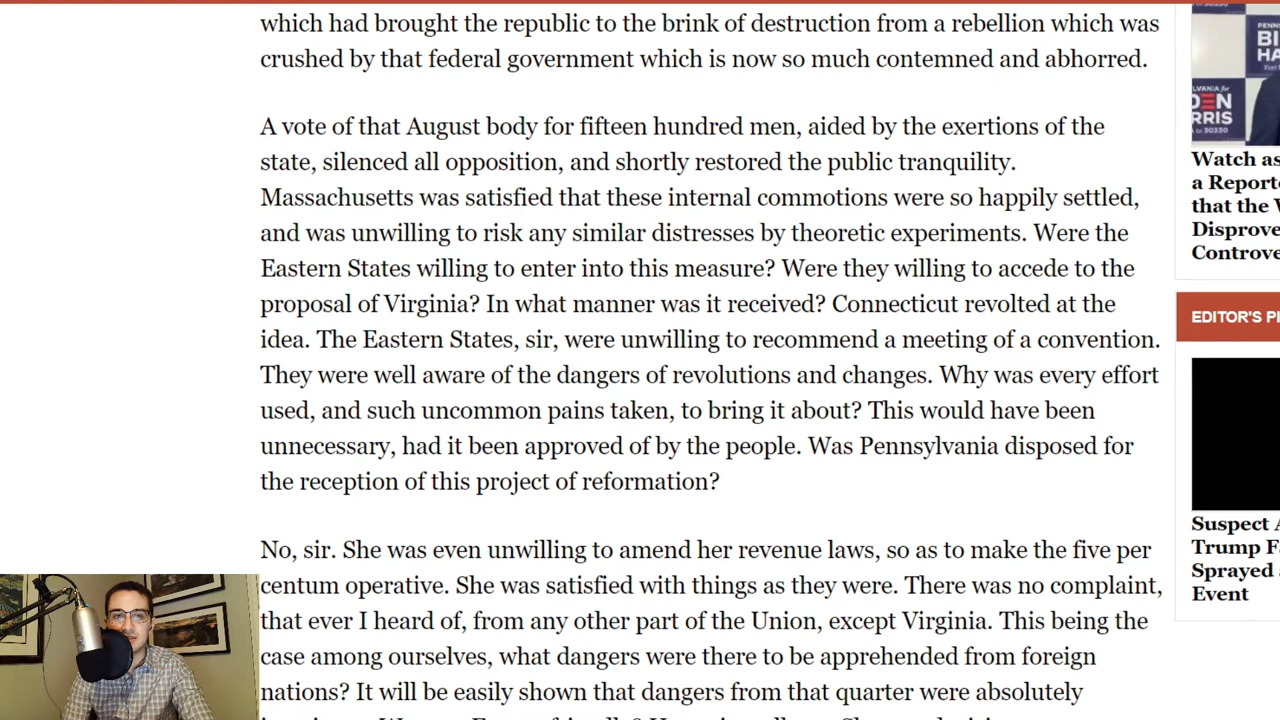 which had brought the republic to the brink of destruction from a rebellion which was
crushed by that federal government which is now so much contemned and abhorred.
A vote of that August body for fifteen hundred men, aided by the exertions of the
state, silenced all opposition, and shortly restored the public tranquility.
Massachusetts was satisfied that these internal commotions were so happily settled,
and was unwilling to risk any similar distresses by theoretic experiments. Were the
Eastern States willing to enter into this measure? Were they willing to accede to the
proposal of Virginia? In what manner was it received? Connecticut revolted at the
idea. The Eastern States, sir, were unwilling to recommend a meeting of a convention.
They were well aware of the dangers of revolutions and changes. Why was every effort
used, and such uncommon pains taken, to bring it about? This would have been
unnecessary, had it been approved of by the people. Was Pennsylvania disposed for
the reception of this project of reformation?
No, sir. She was even unwilling to amend her revenue laws, so as to make the five per
centum operative. She was satisfied with things as they were. There was no complaint,
that ever I heard of, from any other part of the Union, except Virginia. This being the
case among ourselves, what dangers were there to be apprehended from foreign
nations? It will be easily shown that dangers from that quarter were absolutely
PENN
BI
HA
LVANIA for
DEN
RRIS
to 30330
Watch as
a Report
that the
Disprove
Controve
EDITOR'S PI
Suspect
Trump F
Sprayed
Event